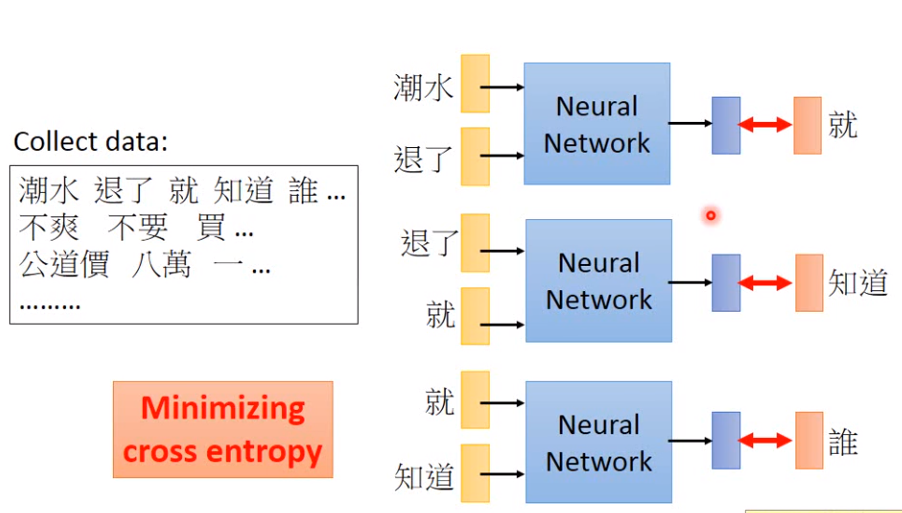 Collect data:
潮水 退了 就 知道 誰 ...
不爽 不要 買 ...
公道價 八萬 一 ...
.........
Minimizing
cross entropy
潮水
退了
Neural
Network
就
退了
就
Neural
Network
知道
就
知道
Neural
Network
誰